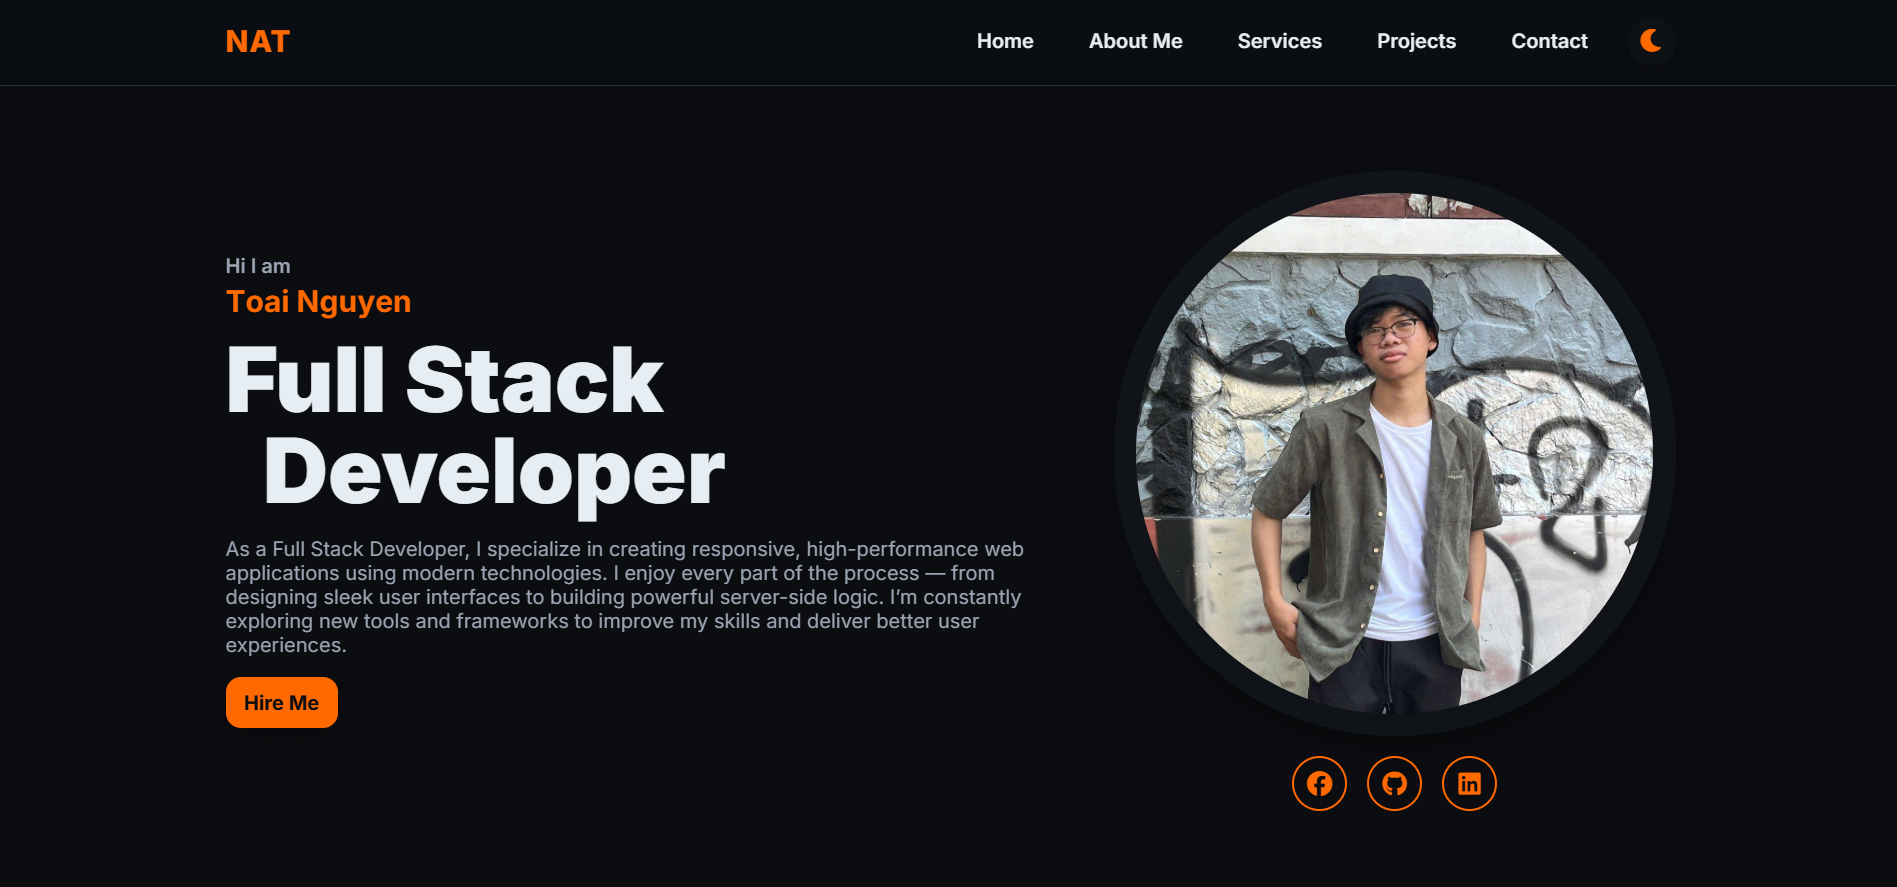 NAT
Home
About Me
Services
Projects
Contact
Hi I am
Toai Nguyen
Full Stack
Developer
As a Full Stack Developer, I specialize in creating responsive, high-performance web
applications using modern technologies. I enjoy every part of the process — from
designing sleek user interfaces to building powerful server-side logic. I’m constantly
exploring new tools and frameworks to improve my skills and deliver better user
experiences.
Hire Me
in